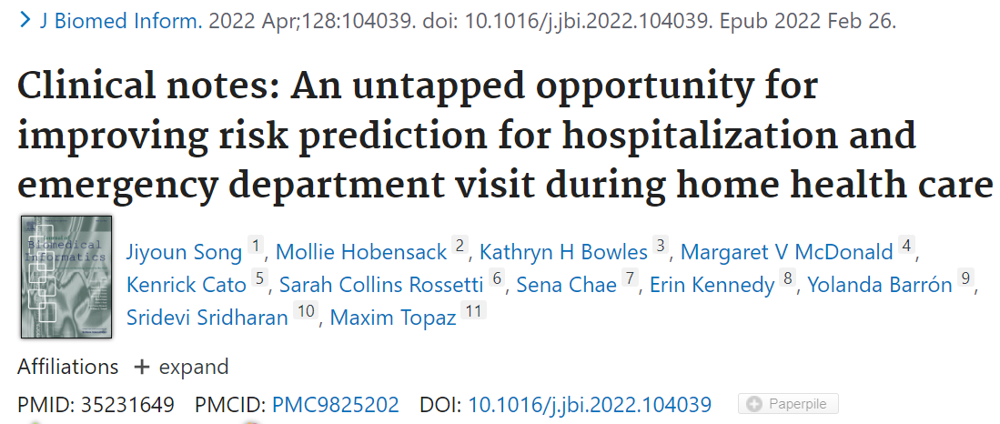 J Biomed Inform. 2022 Apr;128:104039. doi: 10.1016/j.jbi.2022.104039. Epub 2022 Feb 26.
Clinical notes: An untapped opportunity for
improving risk prediction for hospitalization and
emergency department visit during home health care
Journal of
Biomedical
Informatics
Jiyoun Song 1, Mollie Hobensack 2, Kathryn H Bowles 3, Margaret V McDonald 4,
Kenrick Cato 5, Sarah Collins Rossetti 6, Sena Chae 7, Erin Kennedy 8, Yolanda Barrón 9,
Sridevi Sridharan 10, Maxim Topaz 11
Affiliations + expand
PMID: 35231649 PMCID: PMC9825202 DOI: 10.1016/j.jbi.2022.104039 Paperpile